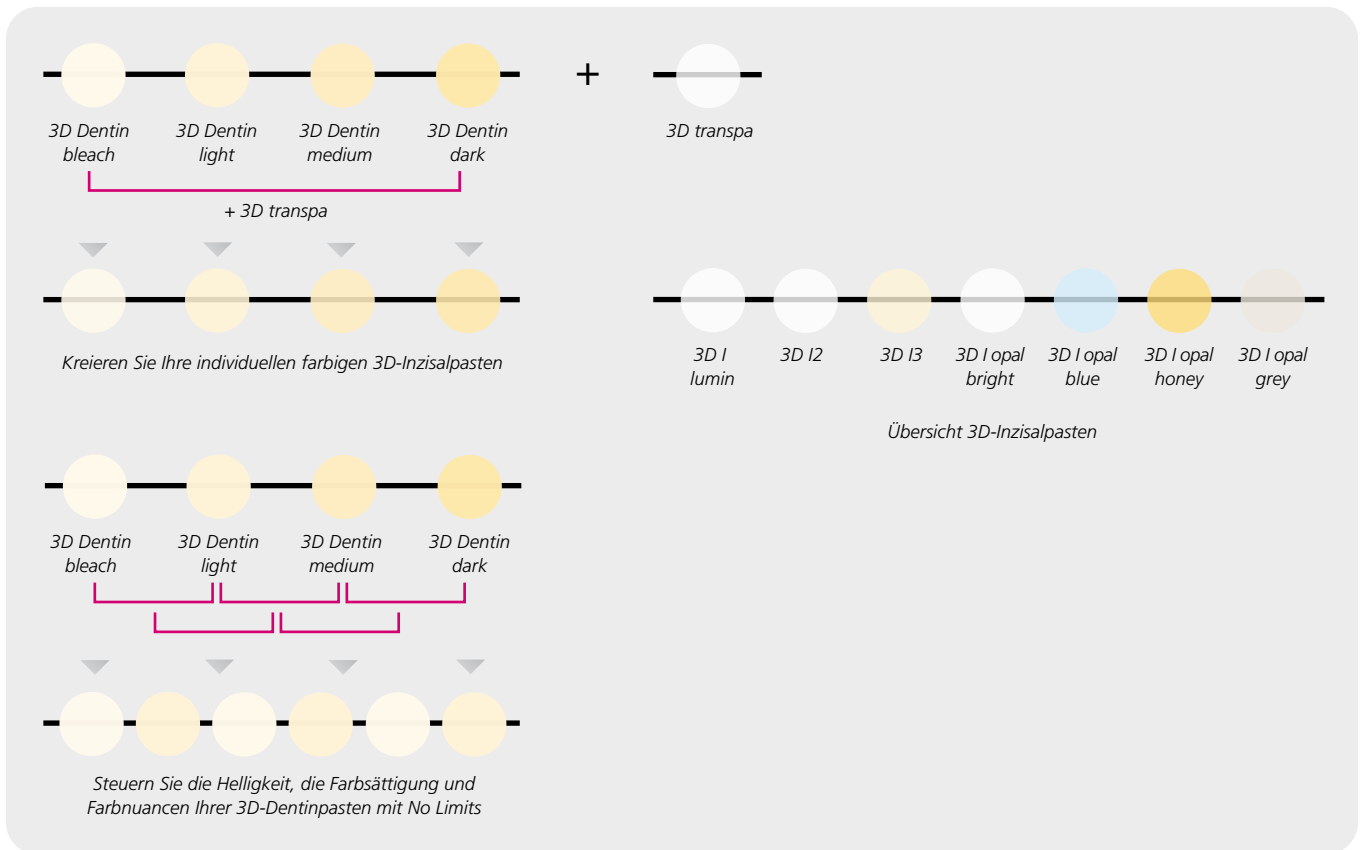 +
3D Dentin bleach
3D Dentin light
3D Dentin medium
3D Dentin dark
3D transpa
+ 3D transpa
Kreieren Sie Ihre individuellen farbigen 3D-Inzisalpasten
3D I lumin
3D I2
3D I3
3D I opal bright
3D I opal blue
3D I opal honey
3D I opal grey
Übersicht 3D-Inzisalpasten
3D Dentin bleach
3D Dentin light
3D Dentin medium
3D Dentin dark
Steuern Sie die Helligkeit, die Farbsättigung und
Farbnuancen Ihrer 3D-Dentinpasten mit No Limits